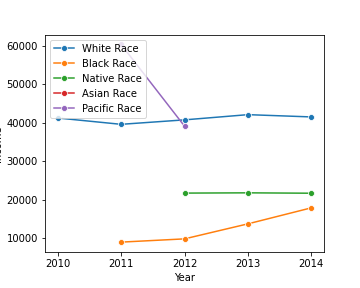 60000
50000
40000
30000
20000
10000
White Race
Black Race
Native Race
Asian Race
Pacific Race
2010 2011 2012 2013 2014
Year